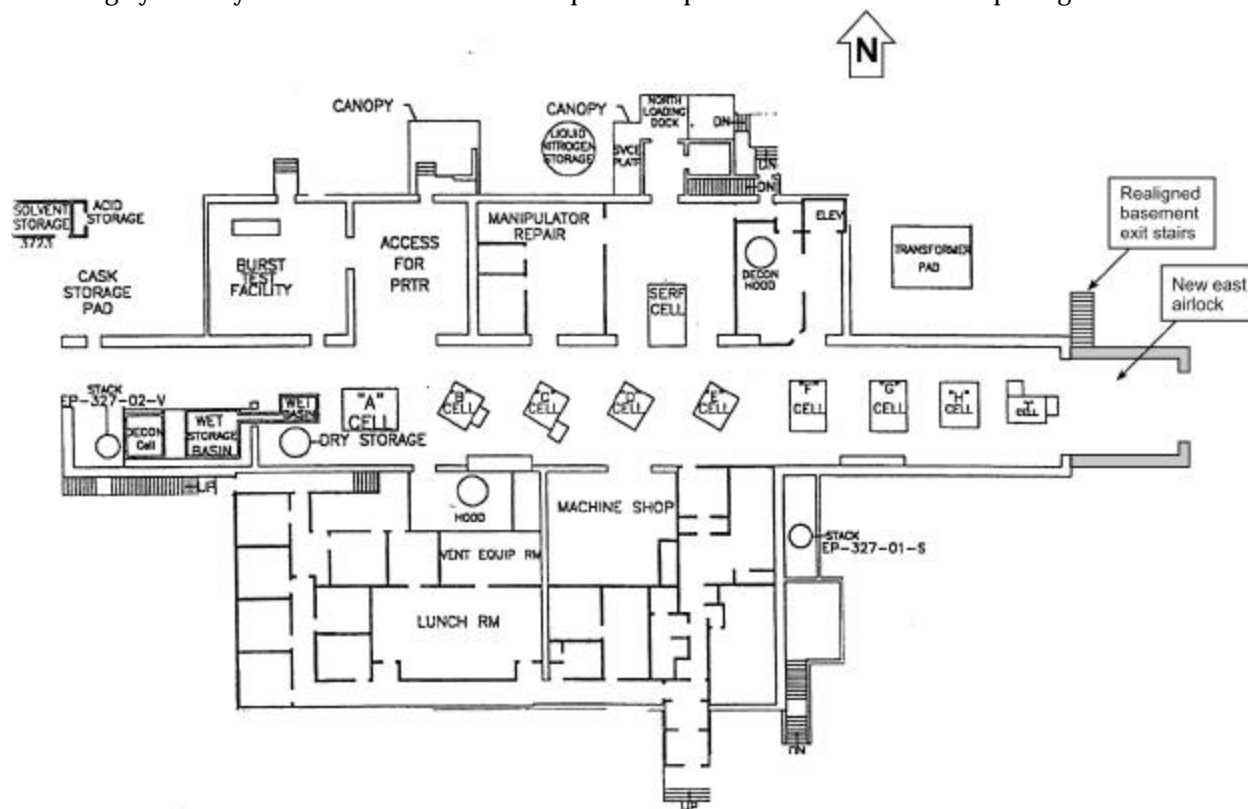 N
CANOPY
CANOPY
NORTH
LOADING
DOCK
DN
LIQUID
NITROGEN
STORAGE
SVCE
PLATF
DN
DN
SOLVENT
STORAGE
3723
ACID
STORAGE
MANIPULATOR
REPAIR
ELEV
Realigned
basement
exit stairs
ACCESS
FOR
PRTR
TRANSFORMER
PAD
BURST
TEST
FACILITY
CASK
STORAGE
PAD
DECON
HOOD
SERF
CELL
New east
airlock
STACK
EP-327-02-V
WET
BASIN
"A"
CELL
"B"
CELL
"C"
CELL
"D"
CELL
"E"
CELL
"F"
CELL
"G"
CELL
"H"
CELL
"I"
CELL
DECON
Cell
WET
STORAGE
BASIN
DRY STORAGE
UP
HOOD
MACHINE SHOP
STACK
EP-327-01-S
VENT EQUIP RM
LUNCH RM
DN
UP